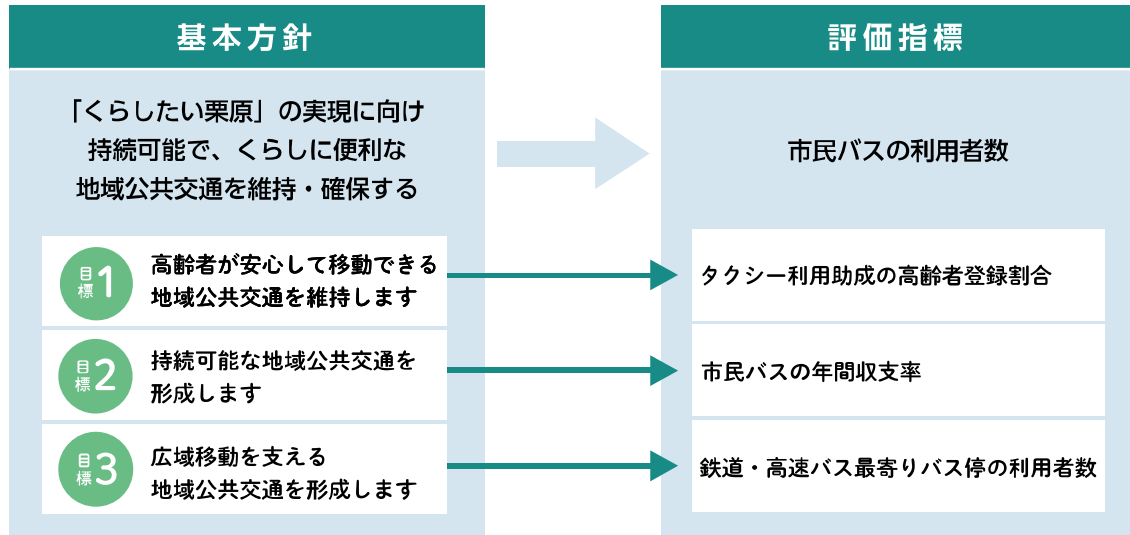 基本方針
「くらしたい栗原」の実現に向け
持続可能で、くらしに便利な
地域公共交通を維持・確保する
目標1
高齢者が安心して移動できる
地域公共交通を維持します
目標2
持続可能な地域公共交通を
形成します
目標3
広域移動を支える
地域公共交通を形成します
評価指標
市民バスの利用者数
タクシー利用助成の高齢者登録割合
市民バスの年間収支率
鉄道・高速バス最寄りバス停の利用者数